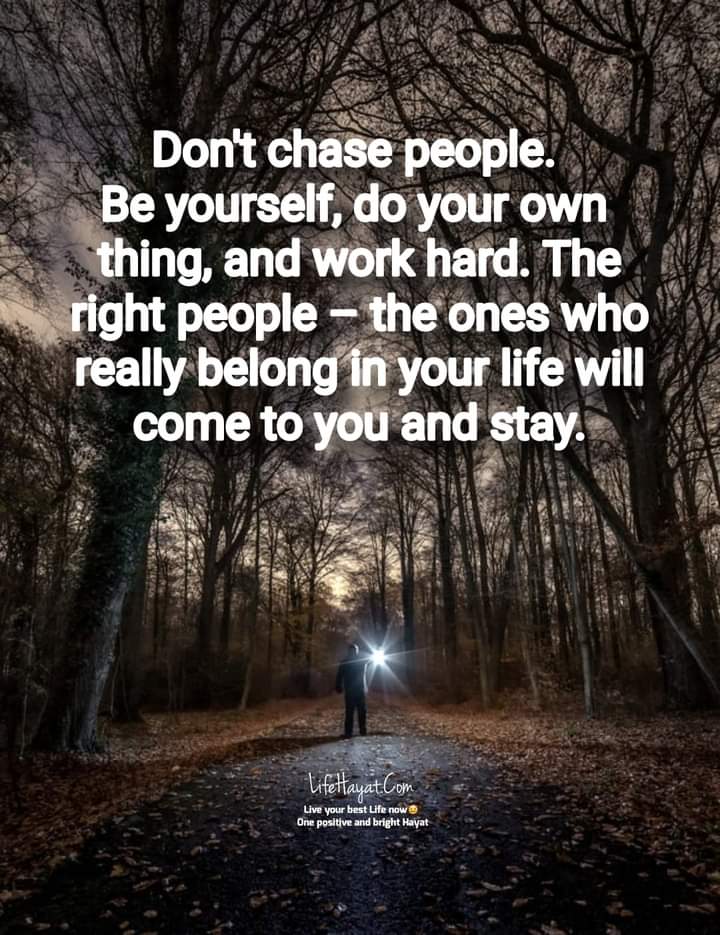 Don't chase people.
Be yourself, do your own
thing, and work hard. The
right people – the ones who
really belong in your life will
come to you and stay.
LifeHayat.Com
Live your best Life now😊
One positive and bright Hayat